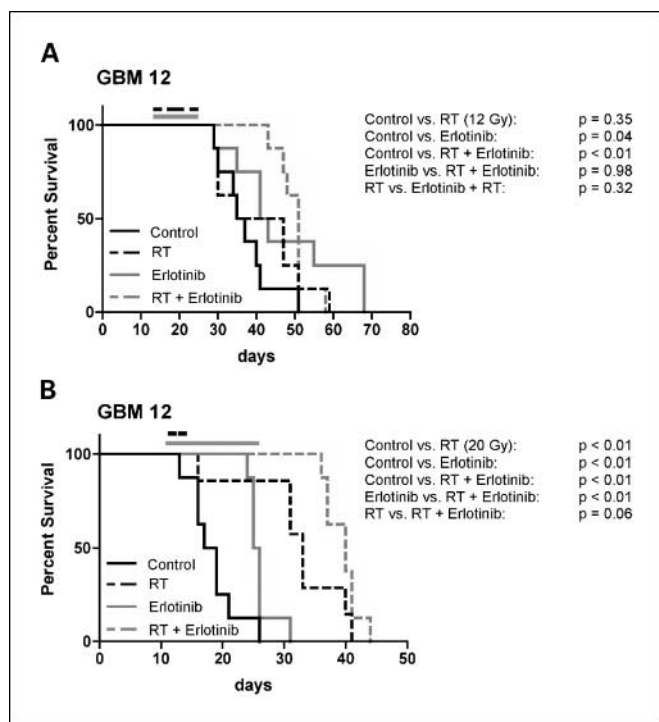 A
GBM 12
Control vs. RT (12 Gy): p = 0.35
Control vs. Erlotinib: p = 0.04
Control vs. RT + Erlotinib: p < 0.01
Erlotinib vs. RT + Erlotinib: p = 0.98
RT vs. Erlotinib + RT: p = 0.32
Percent Survival
100
50
0
Control
RT
Erlotinib
RT + Erlotinib
0 10 20 30 40 50 60 70 80
days
B
GBM 12
Control vs. RT (20 Gy): p < 0.01
Control vs. Erlotinib: p < 0.01
Control vs. RT + Erlotinib: p < 0.01
Erlotinib vs. RT + Erlotinib: p < 0.01
RT vs. RT + Erlotinib: p = 0.06
Percent Survival
100
50
0
Control
RT
Erlotinib
RT + Erlotinib
0 10 20 30 40 50
days